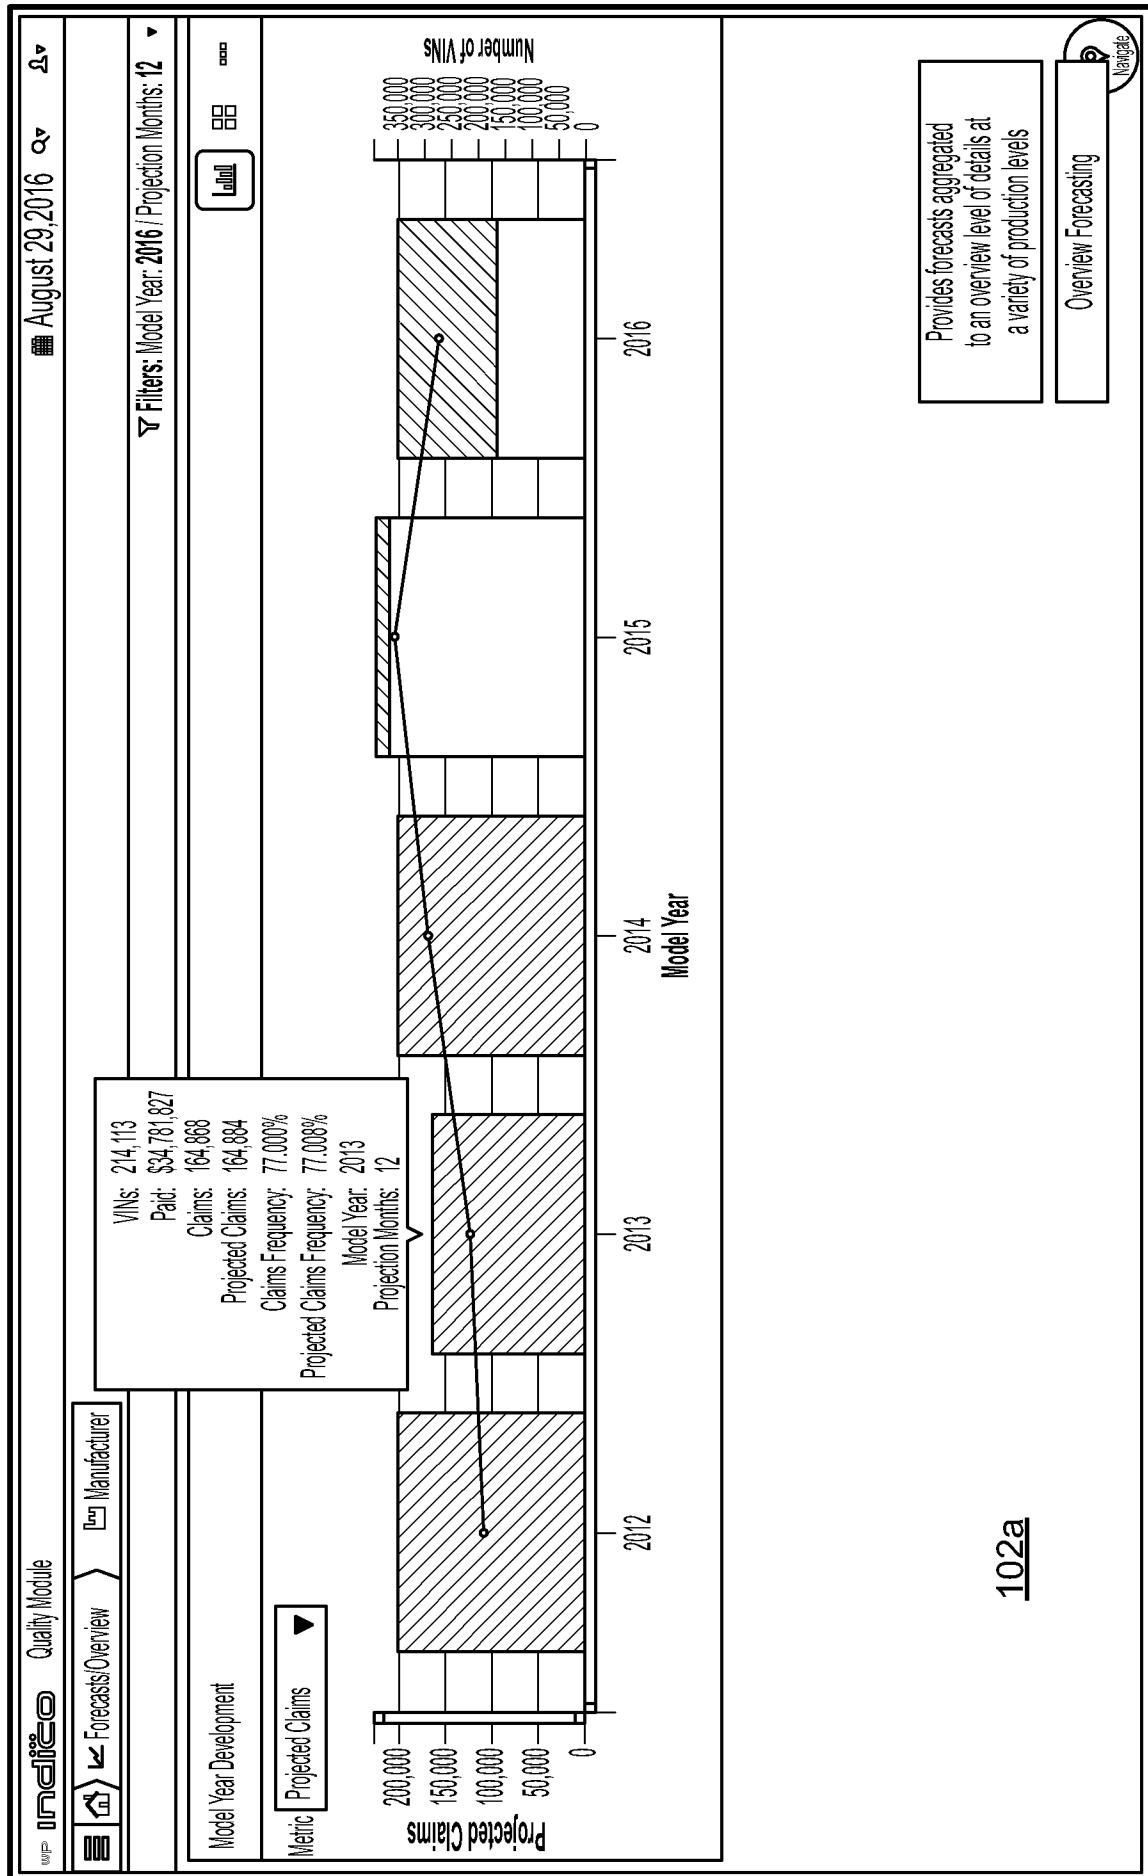 WP indico Quality Module
August 29,2016
Forecasts/Overview
Manufacturer
Filters: Model Year: 2016 / Projection Months: 12
Model Year Development
Metric Projected Claims
VINs: 214,113
Paid: $34,781,827
Claims: 164,868
Projected Claims: 164,884
Claims Frequency: 77.000%
Projected Claims Frequency: 77.008%
Model Year: 2013
Projection Months: 12
Projected Claims
200,000
150,000
100,000
50,000
0
Number of VINs
350,000
300,000
250,000
200,000
150,000
100,000
50,000
0
2012
2013
2014
2015
2016
Model Year
Provides forecasts aggregated
to an overview level of details at
a variety of production levels
Overview Forecasting
Navigate
102a